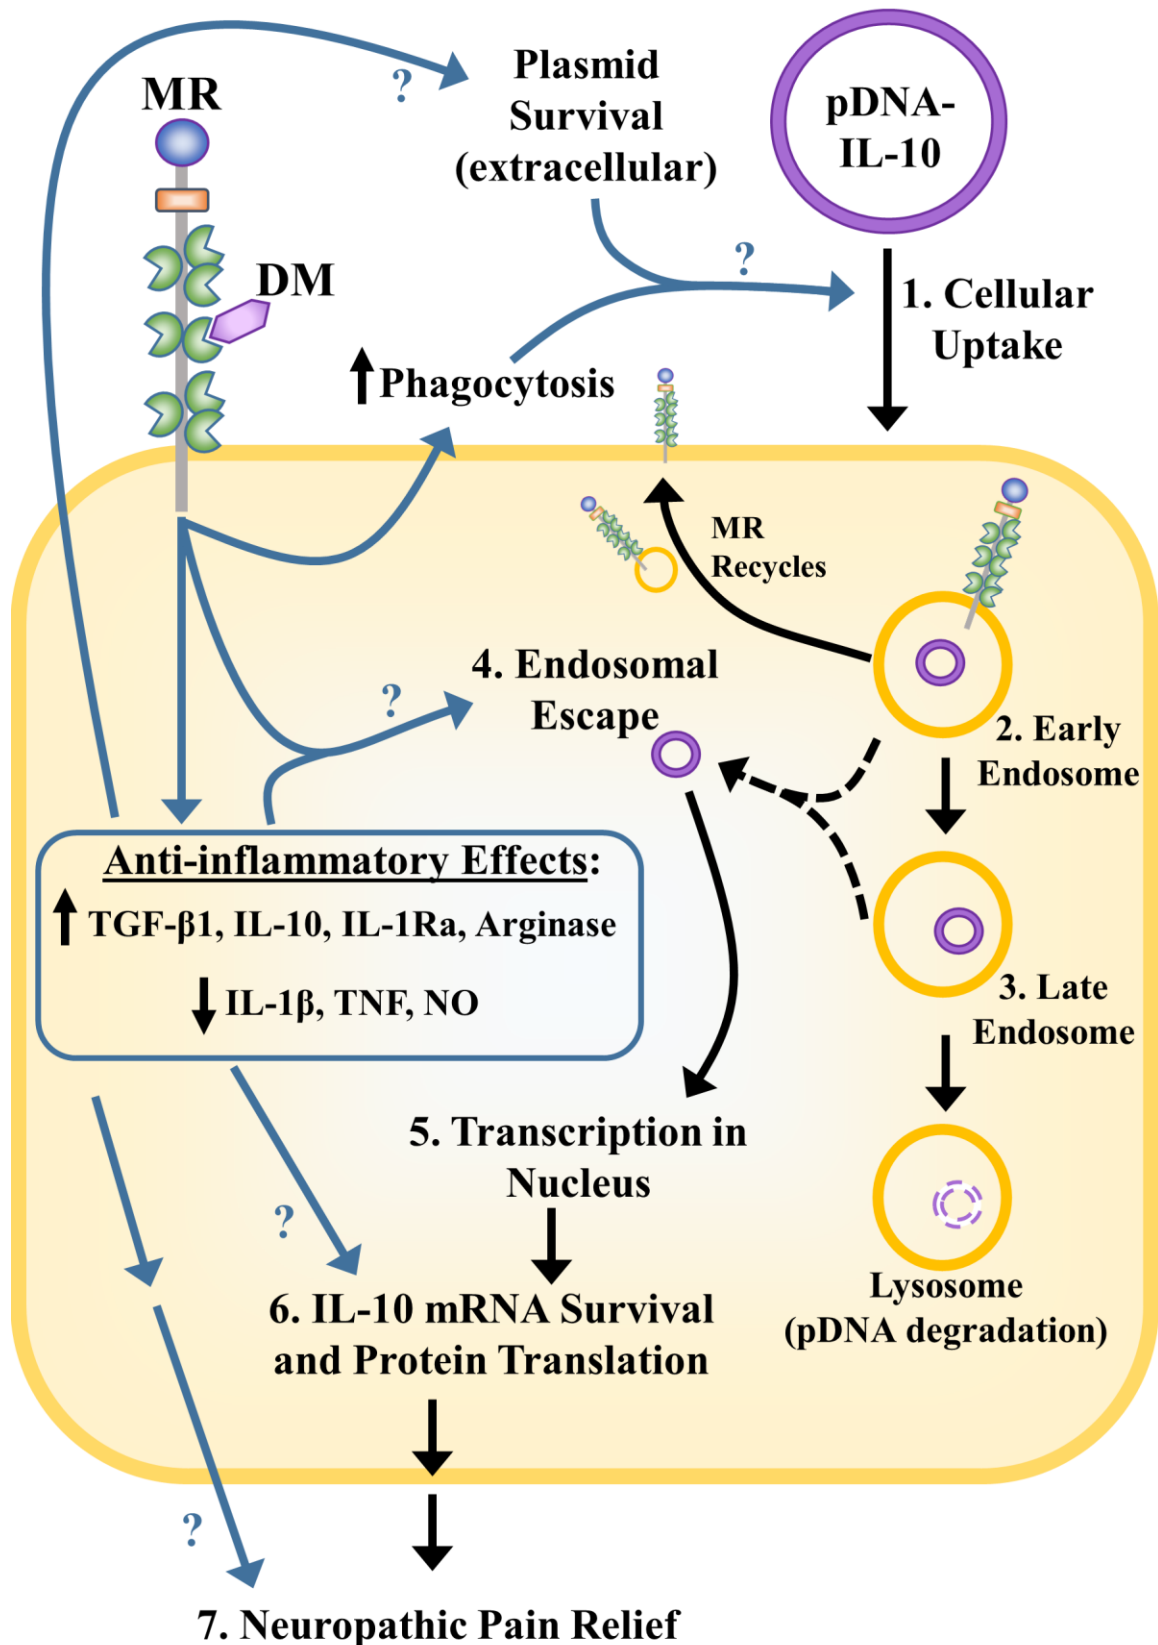 MR
?
Plasmid
Survival
(extracellular)
pDNA-
IL-10
DM
?
1. Cellular
Uptake
Phagocytosis
MR
Recycles
4. Endosomal
Escape
?
2. Early
Endosome
Anti-inflammatory Effects:
TGF-β1, IL-10, IL-1Ra, Arginase
IL-1β, TNF, NO
3. Late
Endosome
5. Transcription in
Nucleus
?
6. IL-10 mRNA Survival
and Protein Translation
Lysosome
(pDNA degradation)
?
7. Neuropathic Pain Relief